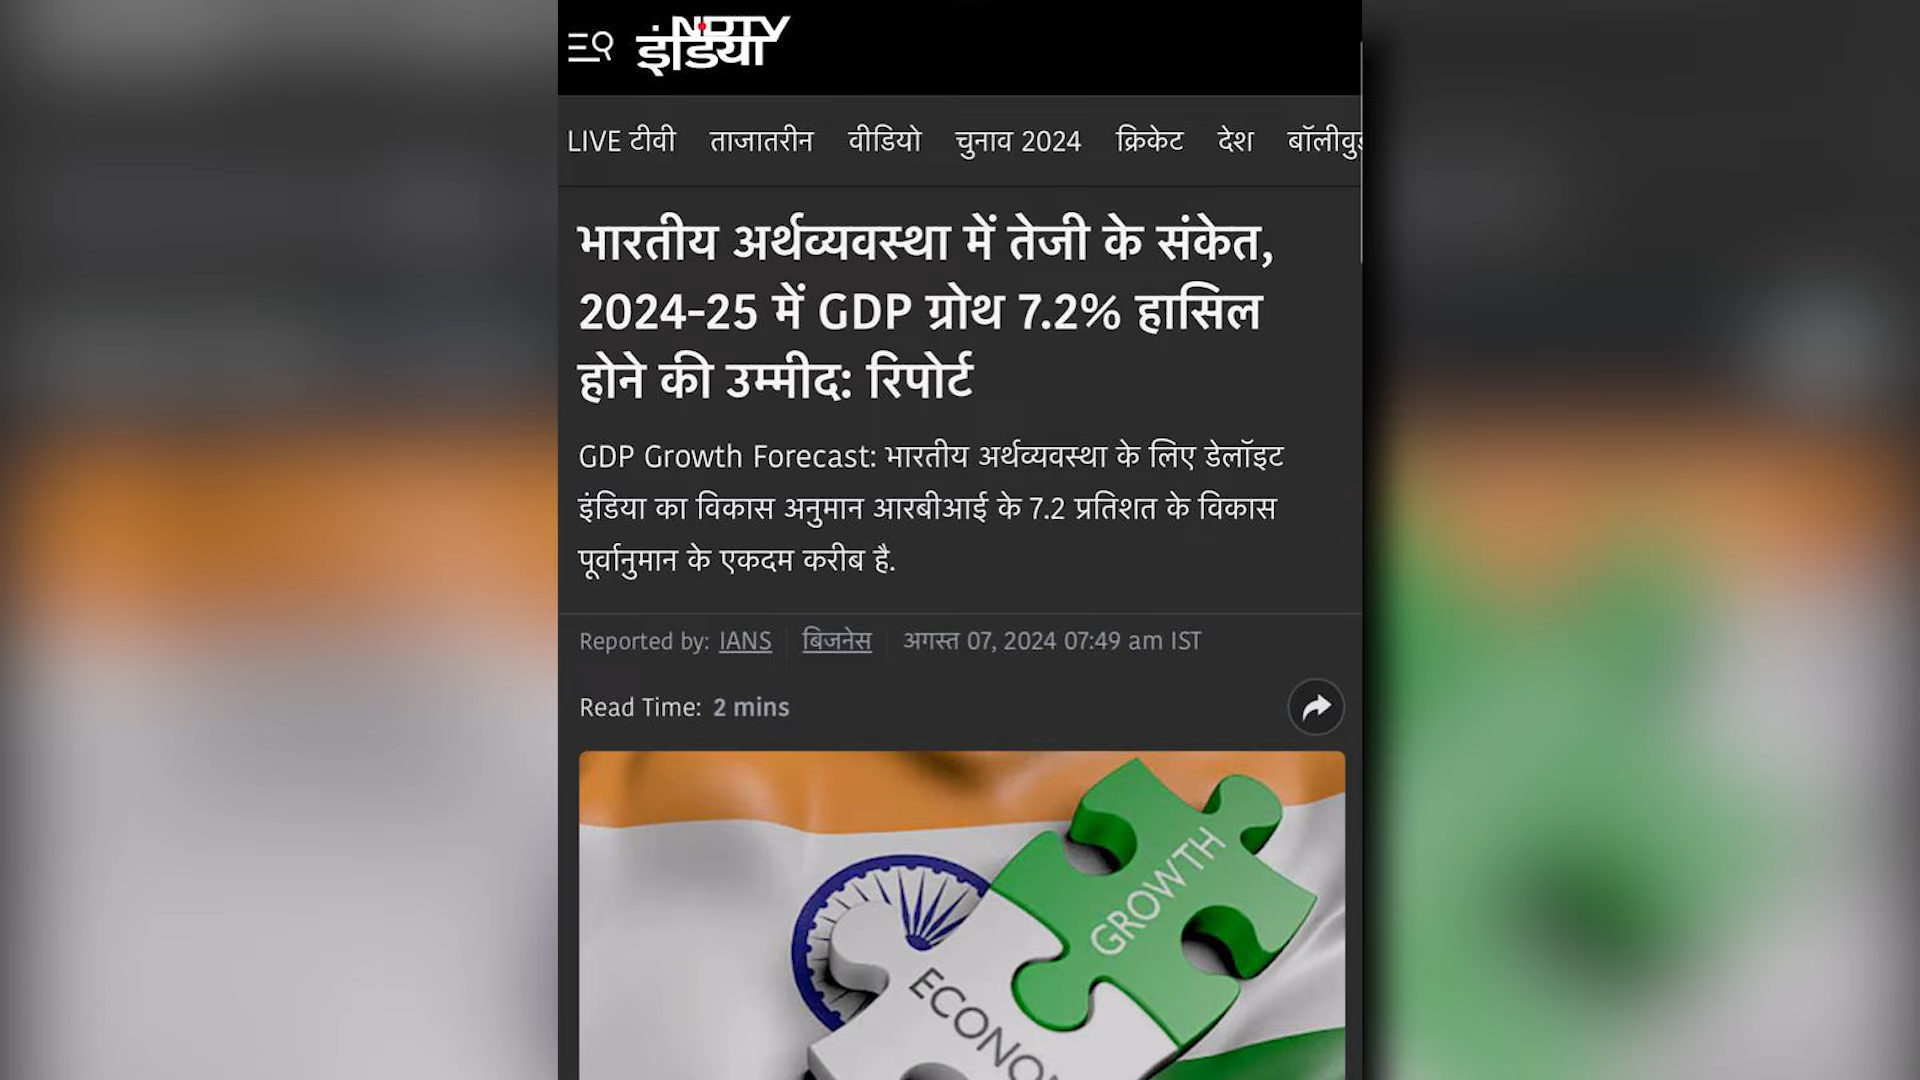 NDTV
इंडिया
LIVE टीवी ताजातरीन वीडियो चुनाव 2024 क्रिकेट देश
भारतीय अर्थव्यवस्था में तेजी के संकेत,
2024-25 में GDP ग्रोथ 7.2% हासिल
होने की उम्मीद: रिपोर्ट
GDP Growth Forecast: भारतीय अर्थव्यवस्था के लिए डेलॉइट
इंडिया का विकास अनुमान आरबीआई के 7.2 प्रतिशत के विकास
पूर्वानुमान के एकदम करीब है.
Reported by: IANS बिजनेस अगस्त 07, 2024 07:49 am IST
Read Time: 2 mins
GROWTH